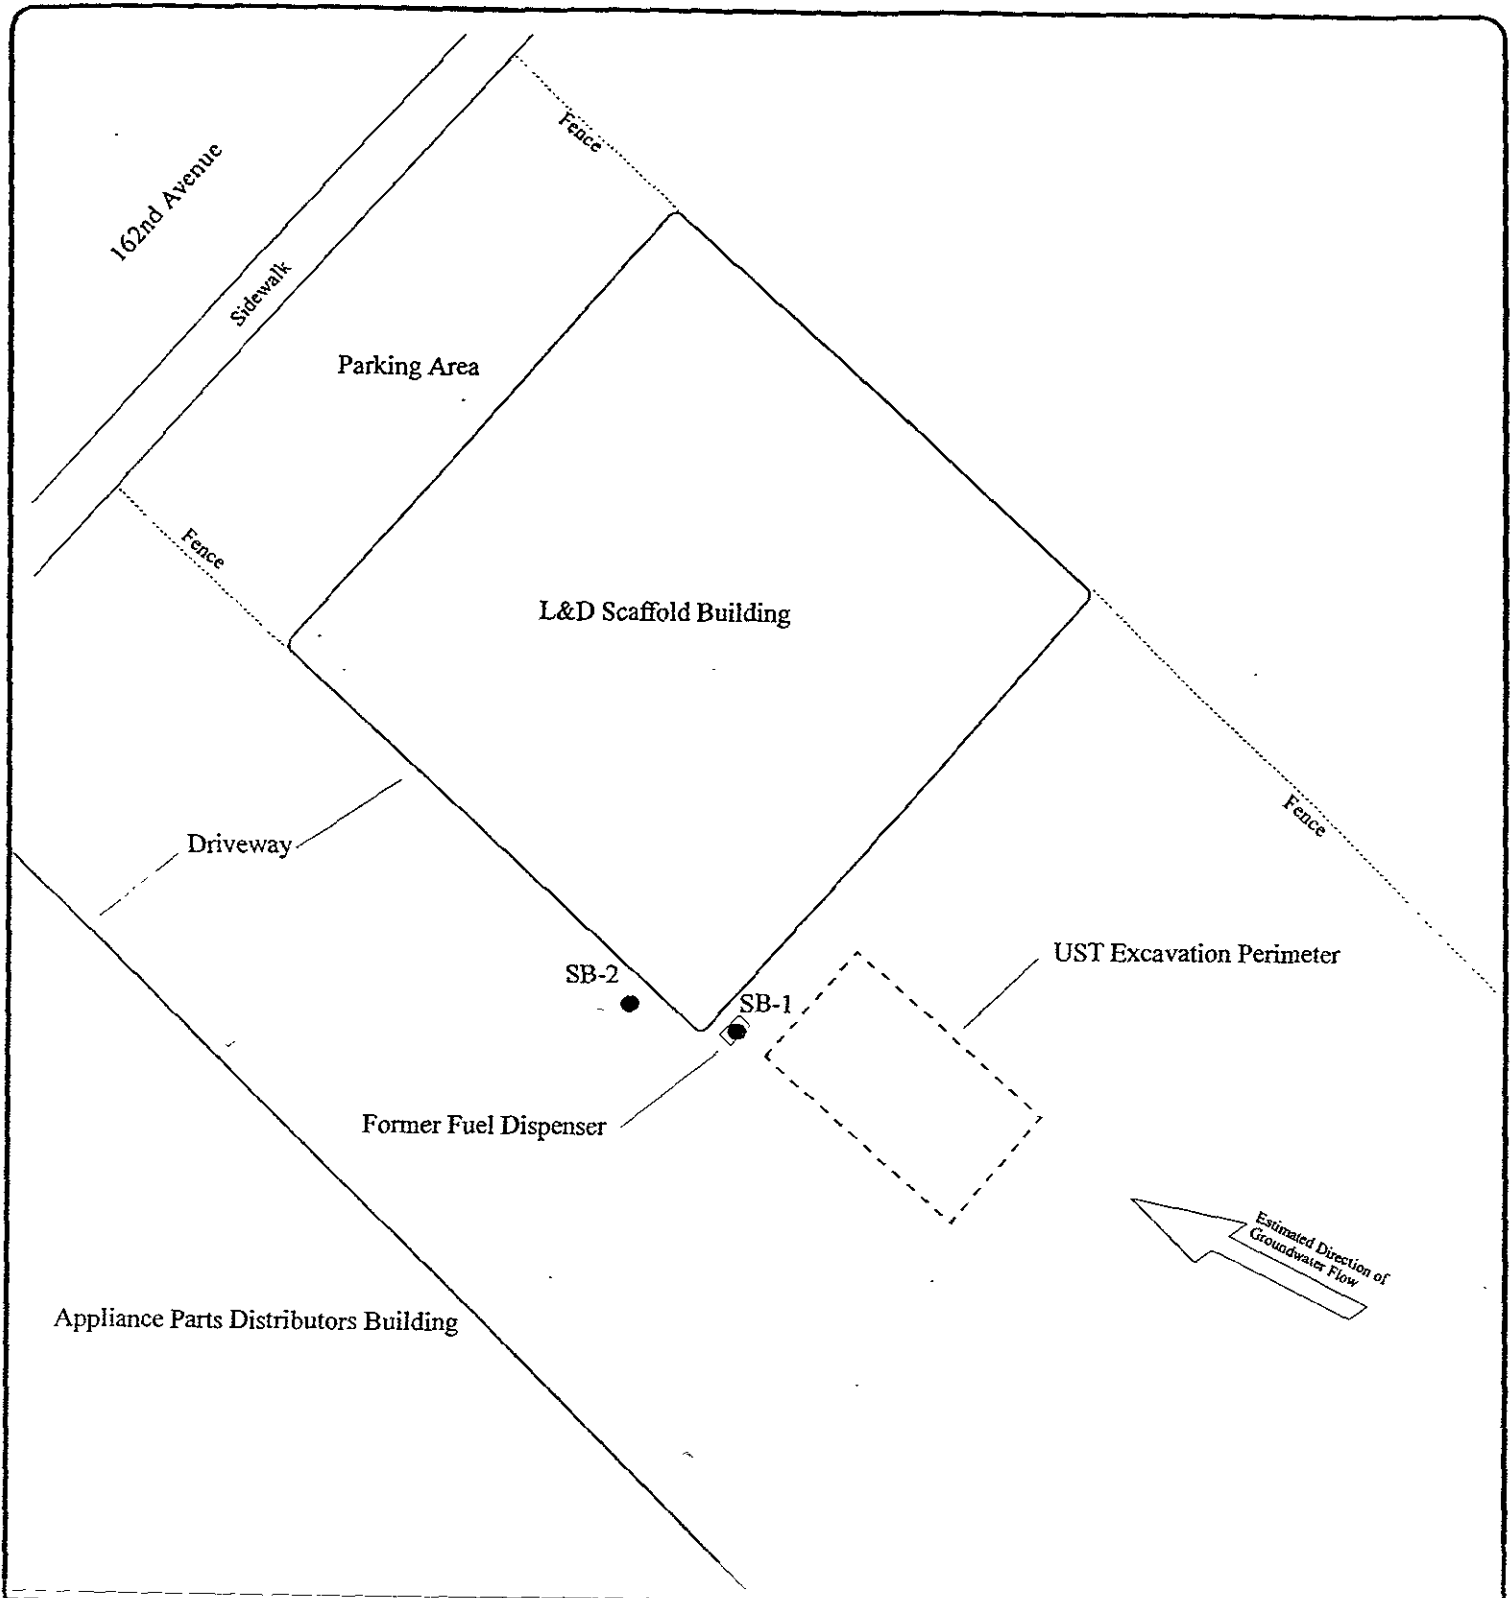 Fence
162nd Avenue
Sidewalk
Parking Area
Fence
L&D Scaffold Building
Fence
Driveway
UST Excavation Perimeter
SB-2
SB-1
Former Fuel Dispenser
Estimated Direction of
Groundwater Flow
Appliance Parts Distributors Building